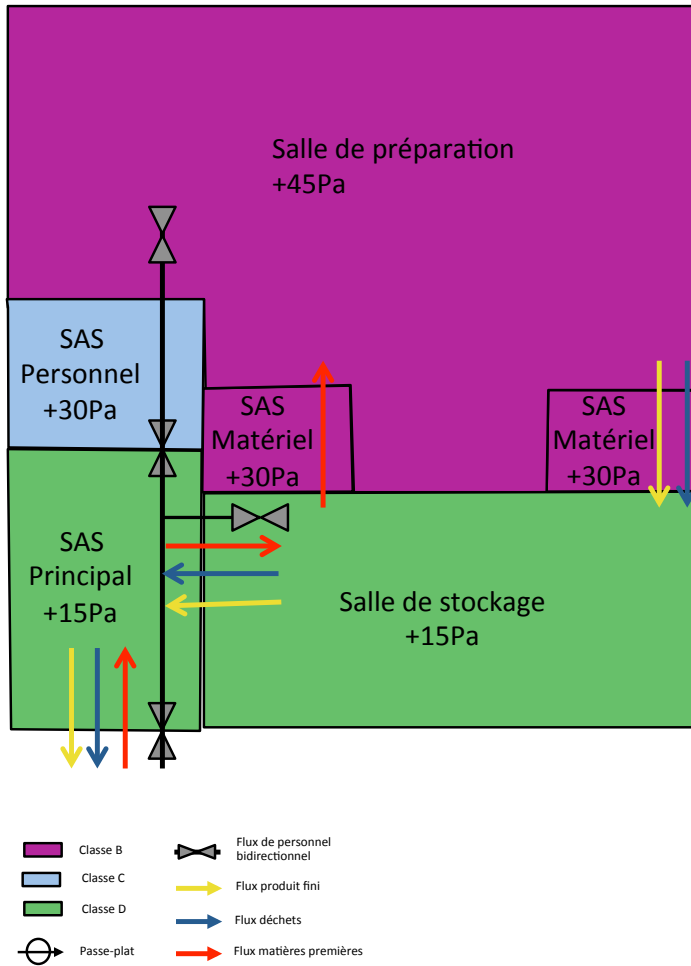 Salle de préparation
+45Pa
SAS
Personnel
+30Pa
SAS
Matériel
+30Pa
SAS
Matériel
+30Pa
SAS
Principal
+15Pa
Salle de stockage
+15Pa
Classe B
Classe C
Classe D
Passe-plat
Flux de personnel
bidirectionnel
Flux produit fini
Flux déchets
Flux matières premières